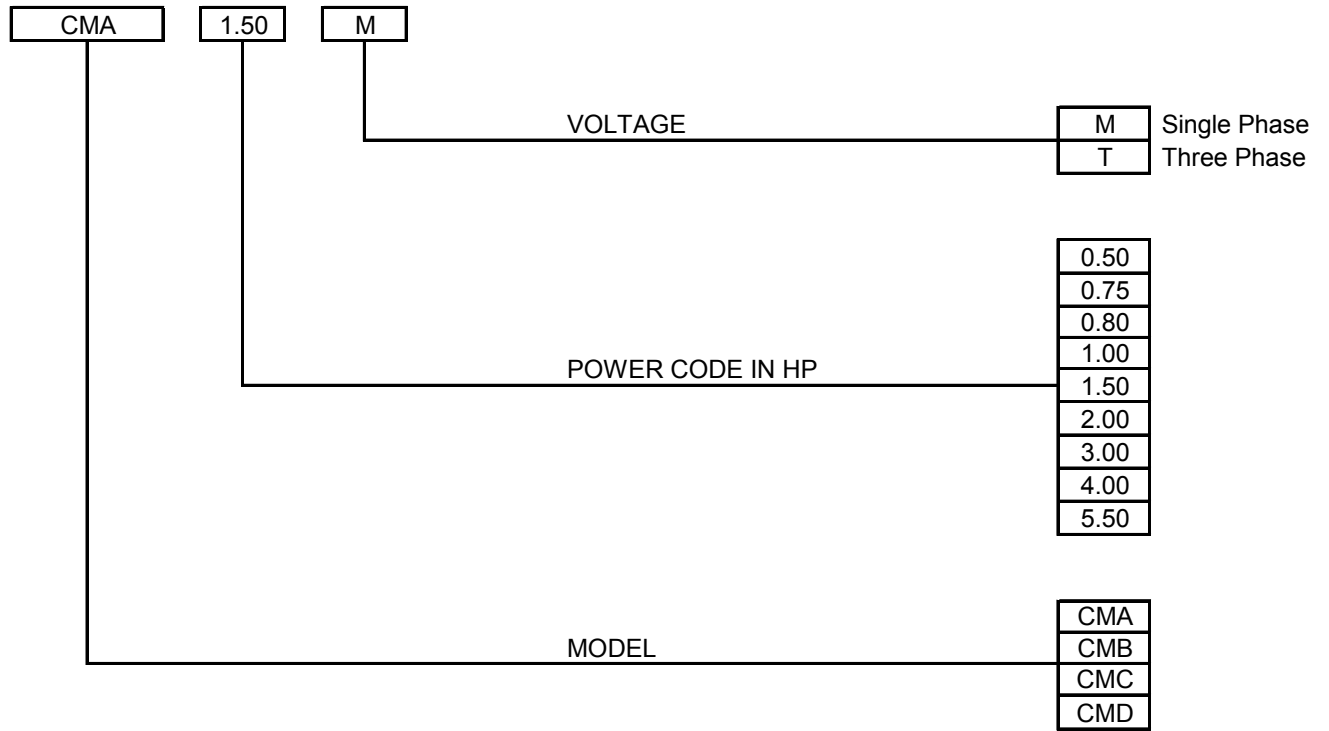 CMA 1.50 M
VOLTAGE
M Single Phase
T Three Phase
0.50
0.75
0.80
1.00
POWER CODE IN HP
1.50
2.00
3.00
4.00
5.50
CMA
MODEL
CMB
CMC
CMD